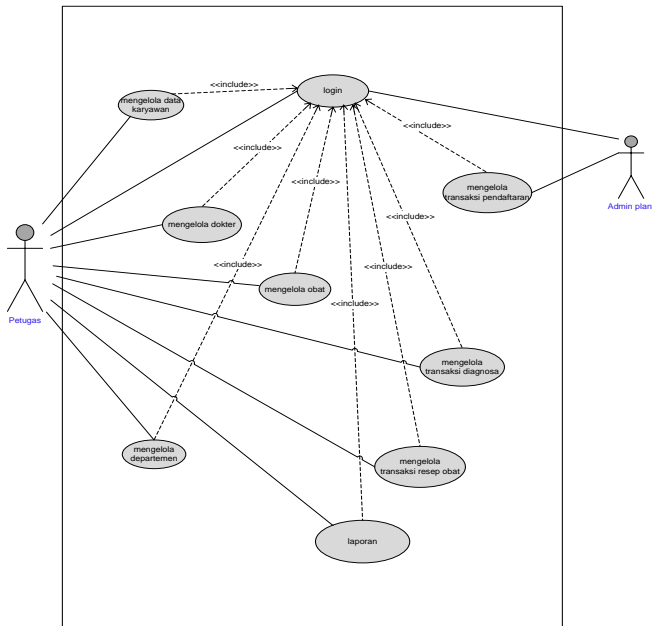 <<include>>
login
mengelola data
karyawan
<<include>>
<<include>>
<<include>>
mengelola
transaksi pendaftaran
Admin plan
mengelola dokter
<<include>>
<<include>>
<<include>>
mengelola obat
<<include>>
Petugas
mengelola
transaksi diagnosa
mengelola
departemen
mengelola
transaksi resep obat
laporan